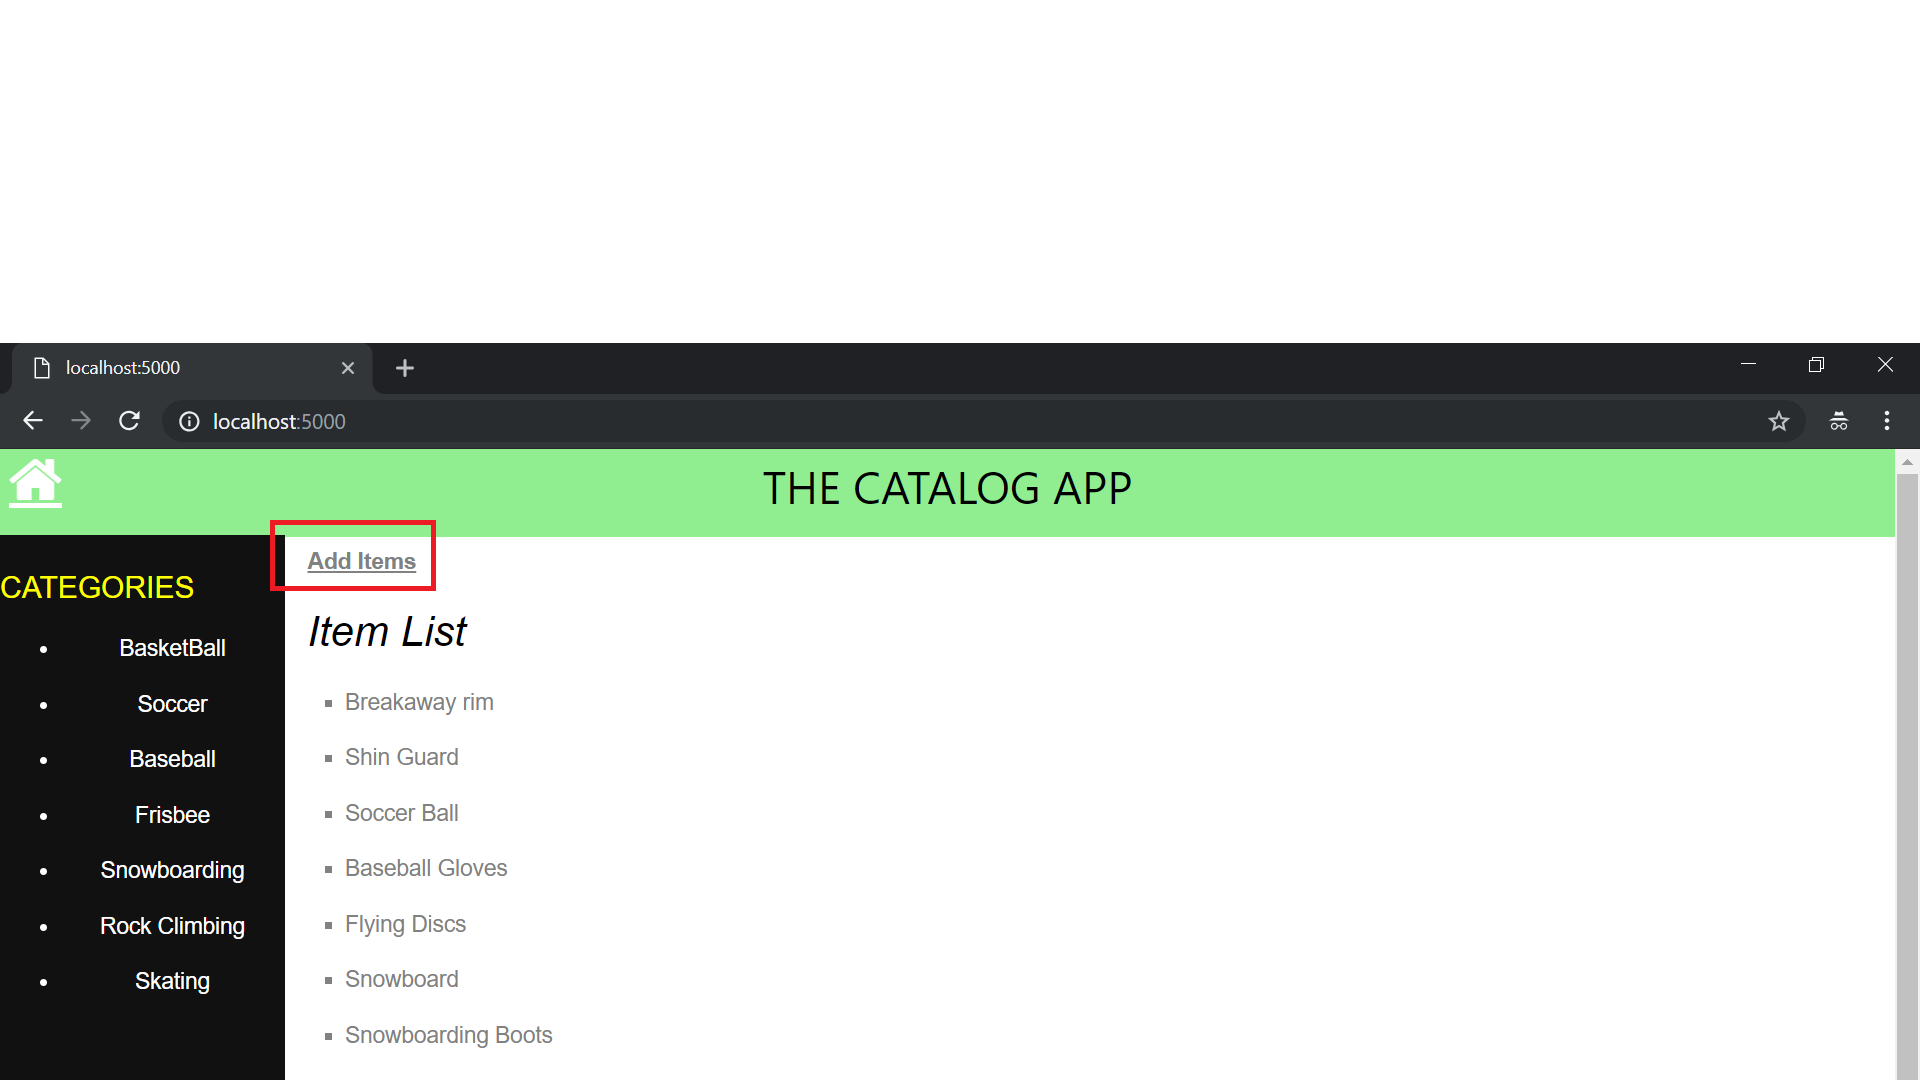 localhost:5000
localhost:5000
THE CATALOG APP
Add Items
CATEGORIES
BasketBall
Soccer
Baseball
Frisbee
Snowboarding
Rock Climbing
Skating
Item List
Breakaway rim
Shin Guard
Soccer Ball
Baseball Gloves
Flying Discs
Snowboard
Snowboarding Boots